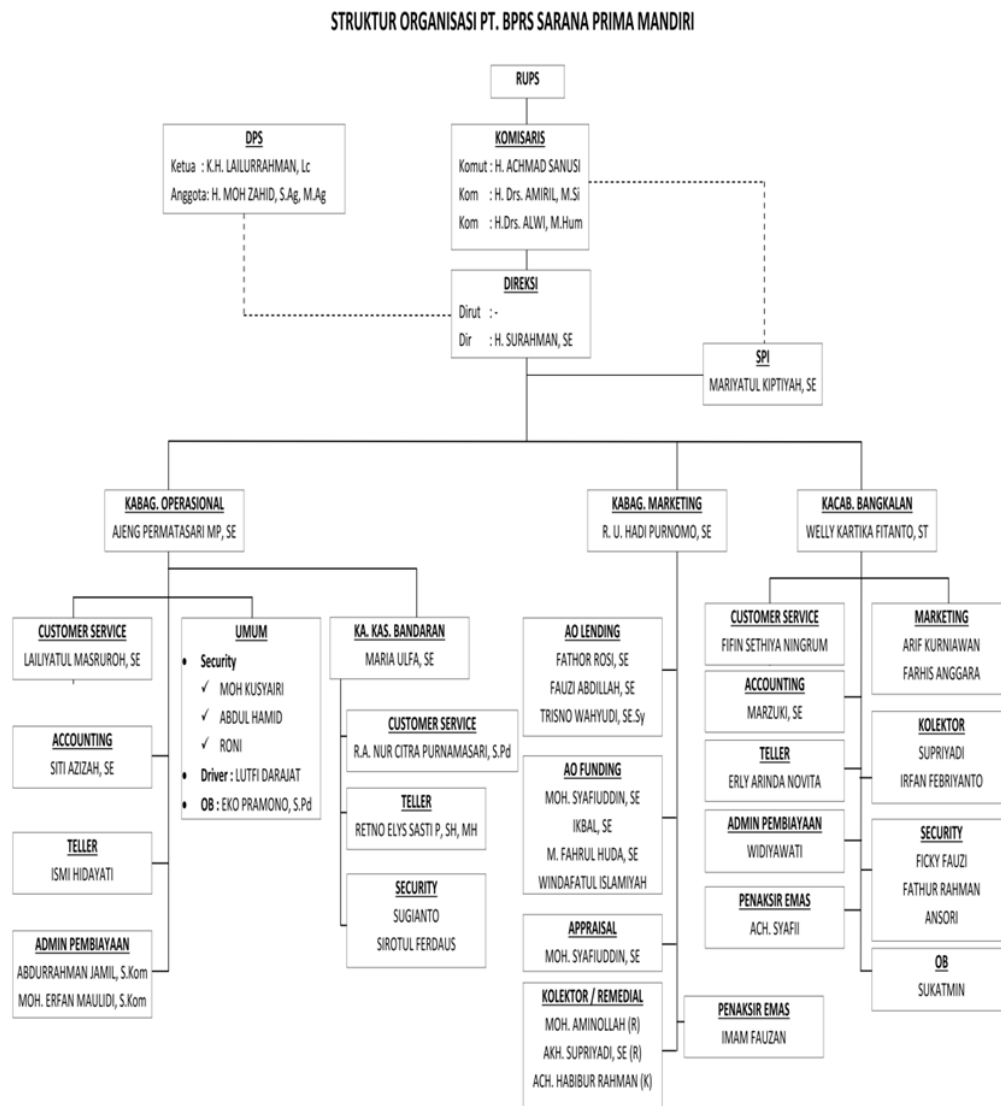 STRUKTUR ORGANISASI PT. BPRS SARANA PRIMA MANDIRI
RUPS
DPS
Ketua : K.H. LAILURRAHMAN, Lc
Anggota: H. MOH ZAHID, S.Ag, M.Ag
KOMISARIS
Komut : H. ACHMAD SANUSI
Kom : H. Drs. AMIRIL, M.Si
Kom : H.Drs. ALWI, M.Hum
DIREKSI
Dirut : -
Dir : H. SURAHMAN, SE
SPI
MARIYATUL KIPTIYAH, SE
KABAG. OPERASIONAL
AJENG PERMATASARI MP, SE
KABAG. MARKETING
R. U. HADI PURNOMO, SE
KACAB. BANGKALAN
WELLY KARTIKA FITANTO, ST
CUSTOMER SERVICE
LAILIYATUL MASRUROH, SE
ACCOUNTING
SITI AZIZAH, SE
TELLER
ISMI HIDAYATI
ADMIN PEMBIAYAAN
ABDURRAHMAN JAMIL, S.Kom
MOH. ERFAN MAULIDI, S.Kom
UMUM
• Security
✓ MOH KUSYAIRI
✓ ABDUL HAMID
✓ RONI
• Driver : LUTFI DARAJAT
• OB : EKO PRAMONO, S.Pd
KA. KAS. BANDARAN
MARIA ULFA, SE
CUSTOMER SERVICE
R.A. NUR CITRA PURNAMASARI, S.Pd
TELLER
RETNO ELYS SASTI P, SH, MH
SECURITY
SUGIANTO
SIROTUL FERDAUS
AO LENDING
FATHOR ROSI, SE
FAUZI ABDILLAH, SE
TRISNO WAHYUDI, SE.Sy
AO FUNDING
MOH. SYAFIUDDIN, SE
IKBAL, SE
M. FAHRUL HUDA, SE
WINDAFATUL ISLAMIYAH
APPRAISAL
MOH. SYAFIUDDIN, SE
KOLEKTOR / REMEDIAL
MOH. AMINOLLAH (R)
AKH. SUPRIYADI, SE (R)
ACH. HABIBUR RAHMAN (K)
PENAKSIR EMAS
IMAM FAUZAN
CUSTOMER SERVICE
FIFIN SETHIYA NINGRUM
ACCOUNTING
MARZUKI, SE
TELLER
ERLY ARINDA NOVITA
ADMIN PEMBIAYAAN
WIDIYAWATI
PENAKSIR EMAS
ACH. SYAFII
MARKETING
ARIF KURNIAWAN
FARHIS ANGGARA
KOLEKTOR
SUPRIYADI
IRFAN FEBRIYANTO
SECURITY
FICKY FAUZI
FATHUR RAHMAN
ANSORI
OB
SUKATMIN